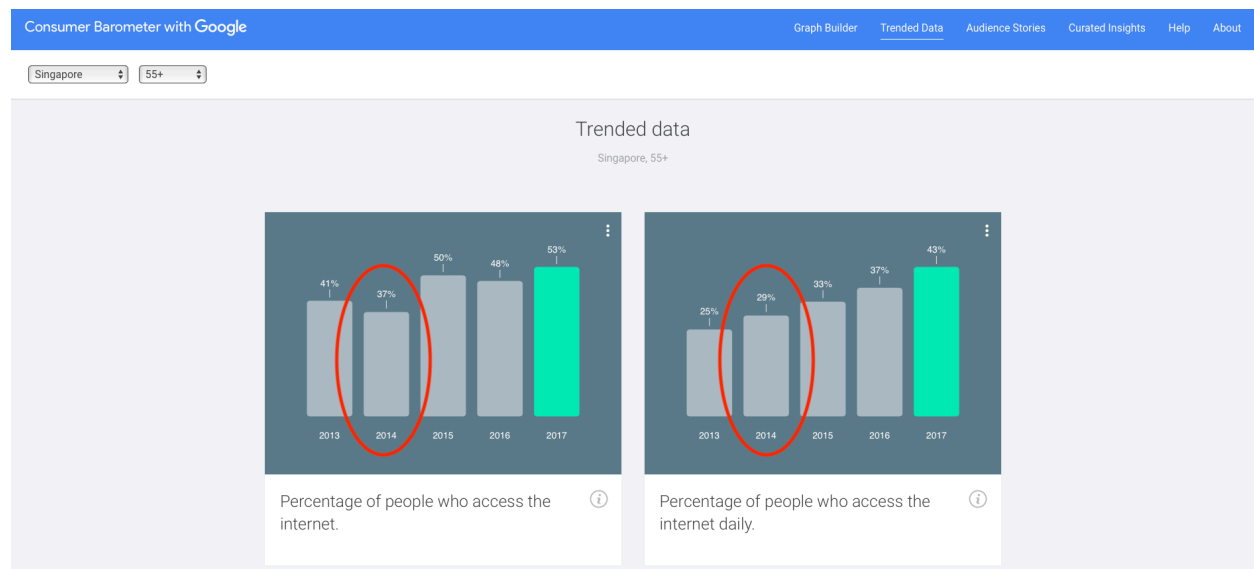 Consumer Barometer with Google
Graph Builder Trended Data Audience Stories Curated Insights Help About
Singapore 55+
Trended data
Singapore, 55+
41% 37% 50% 48% 53%
2013 2014 2015 2016 2017
Percentage of people who access the
internet.
25% 29% 33% 37% 43%
2013 2014 2015 2016 2017
Percentage of people who access the
internet daily.